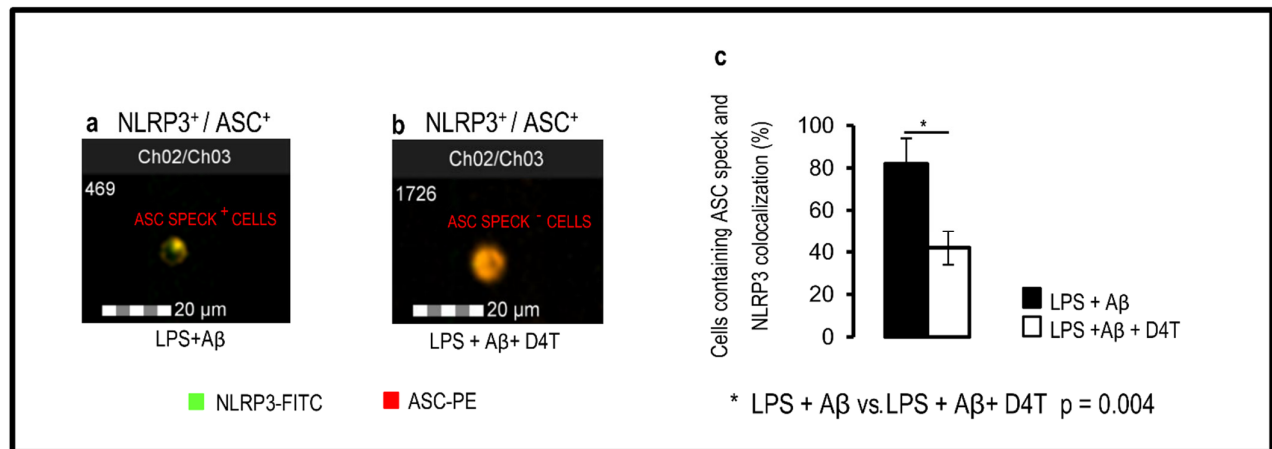 a NLRP3⁺ / ASC⁺
Ch02/Ch03
469
ASC SPECK ⁺ CELLS
20 µm
LPS+Aβ
b NLRP3⁺ / ASC⁺
Ch02/Ch03
1726
ASC SPECK ⁻ CELLS
20 µm
LPS + Aβ+ D4T
NLRP3-FITC
ASC-PE
c
Cells containing ASC speck and
NLRP3 colocalization (%)
100
80
60
40
20
0
*
LPS + Aβ
LPS +Aβ + D4T
* LPS + Aβ vs.LPS + Aβ+ D4T p = 0.004